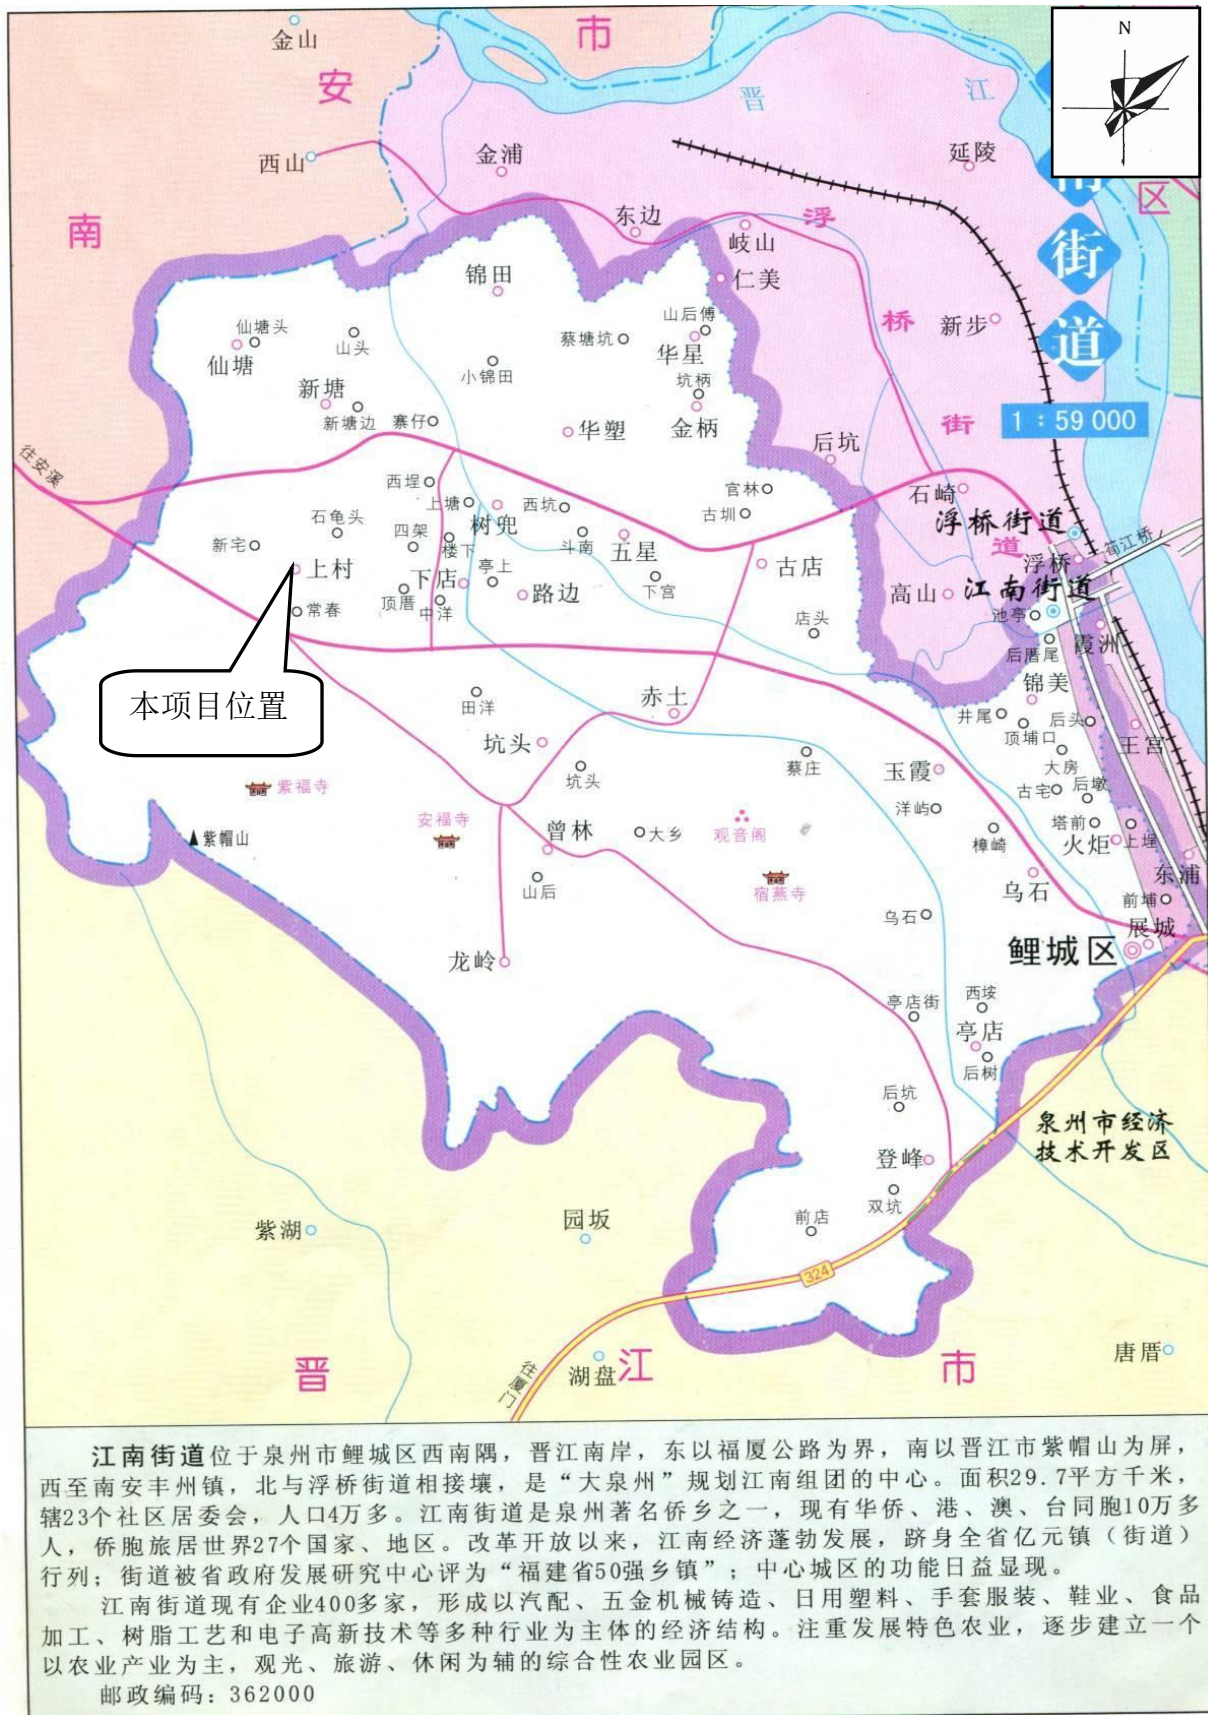 金山
市
N
安
晋
江
西山
金浦
延陵
区
南
东边
浮
岐山
街
锦田
仁美
仙塘头
山头
蔡塘坑
山后傅
桥
新步
道
仙塘
小锦田
华星
新塘
坑柄
新塘边
寨仔
华塑
金柄
街
1：59 000
后坑
往安溪
西埕
上塘
树兜
西坑
官林
石崎
石龟头
四架
楼下
古坑
浮桥街道
新宅
斗南
五星
道
筍江桥
上村
下店
亭上
古店
浮桥
常春
顶厝
中洋
路边
下宫
高山
江南街道
店头
池亭
后厝尾
霞洲
本项目位置
田洋
赤土
锦美
井尾
顶埔口
后头
坑头
蔡庄
玉霞
王宫
大房
紫福寺
坑头
洋屿
古宅
后墩
紫帽山
安福寺
曾林
大乡
观音阁
樟崎
塔前
火炬
上埕
山后
宿燕寺
乌石
东浦
前埔
乌石
展城
龙岭
鲤城区
亭店街
西垵
亭店
后树
后坑
泉州市经济
技术开发区
登峰
双坑
紫湖
园坂
前店
324
晋
往厦门
湖盘
江
市
唐厝
江南街道位于泉州市鲤城区西南隅，晋江南岸，东以福厦公路为界，南以晋江市紫帽山为屏，
西至南安丰州镇，北与浮桥街道相接壤，是“大泉州”规划江南组团的中心。面积29.7平方千米，
辖23个社区居委会，人口4万多。江南街道是泉州著名侨乡之一，现有华侨、港、澳、台同胞10万多
人，侨胞旅居世界27个国家、地区。改革开放以来，江南经济蓬勃发展，跻身全省亿元镇（街道）
行列；街道被省政府发展研究中心评为“福建省50强乡镇”；中心城区的功能日益显现。
江南街道现有企业400多家，形成以汽配、五金机械铸造、日用塑料、手套服装、鞋业、食品
加工、树脂工艺和电子高新技术等多种行业为主体的经济结构。注重发展特色农业，逐步建立一个
以农业产业为主，观光、旅游、休闲为辅的综合性农业园区。
邮政编码：362000